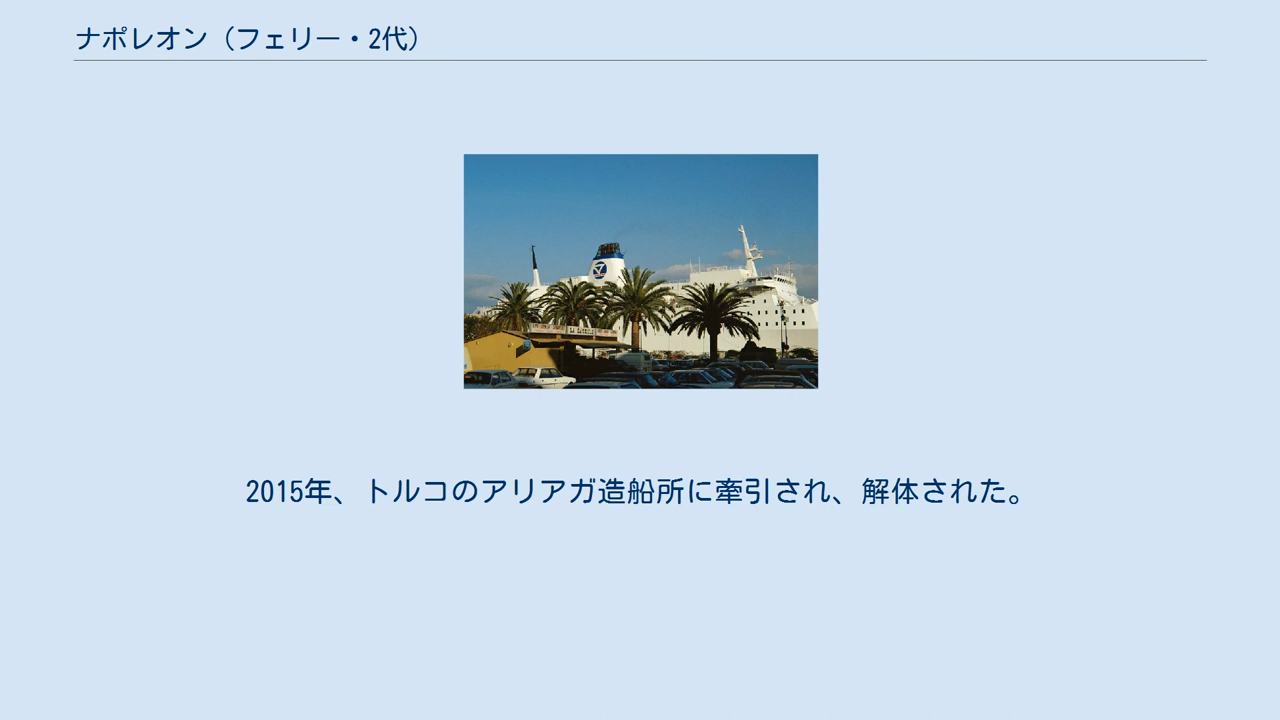 ナポレオン（フェリー・2代）
2015年、トルコのアリアガ造船所に牽引され、解体された。